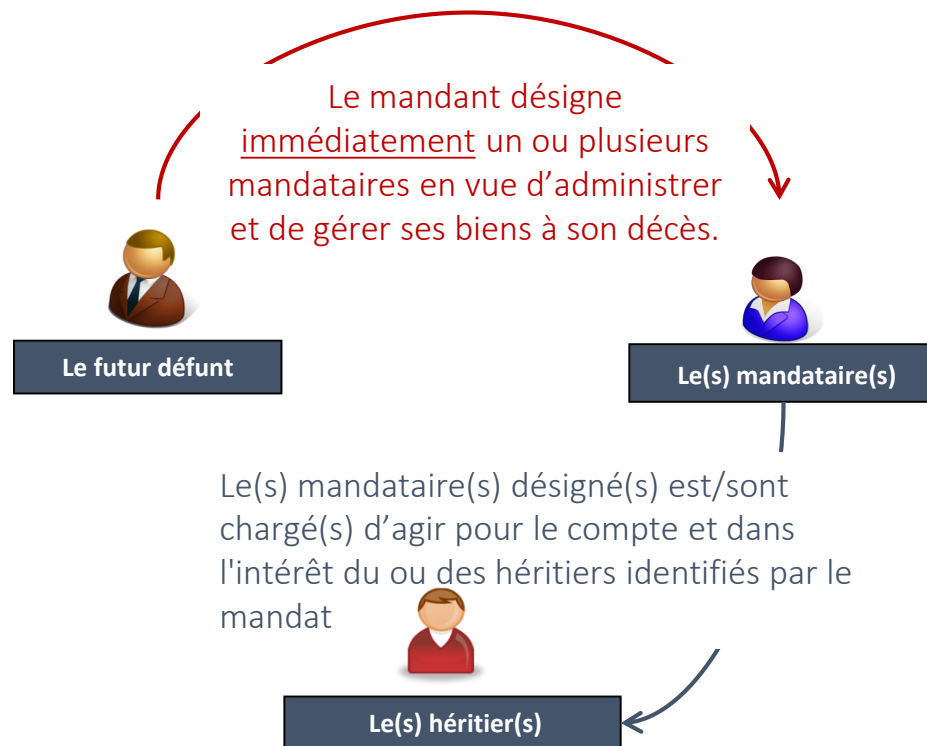 Le mandant désigne
immédiatement un ou plusieurs
mandataires en vue d’administrer
et de gérer ses biens à son décès.
Le futur défunt
Le(s) mandataire(s)
Le(s) mandataire(s) désigné(s) est/sont
chargé(s) d’agir pour le compte et dans
l'intérêt du ou des héritiers identifiés par le
mandat
Le(s) héritier(s)